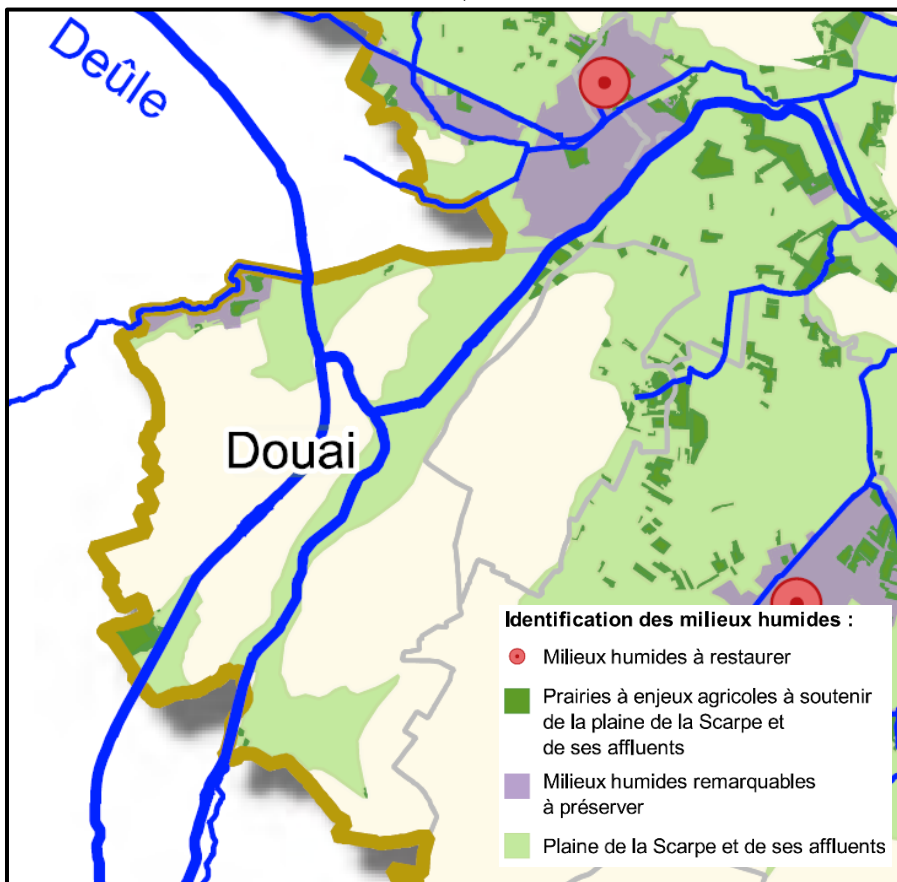 Deûle
Douai
Identification des milieux humides :
Milieux humides à restaurer
Prairies à enjeux agricoles à soutenir
de la plaine de la Scarpe et
de ses affluents
Milieux humides remarquables
à préserver
Plaine de la Scarpe et de ses affluents